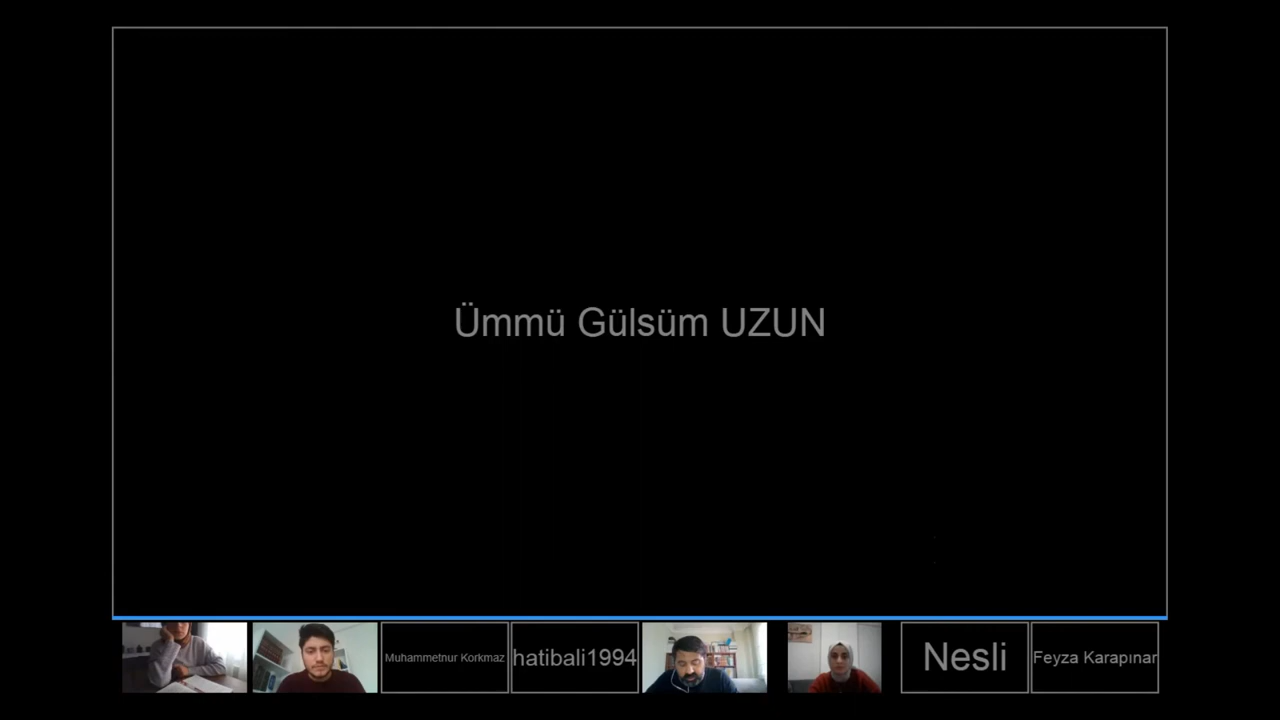 Ümmü Gülsüm UZUN
Muhammetnur Korkmaz
hatibali1994
Nesli
Feyza Karapınar